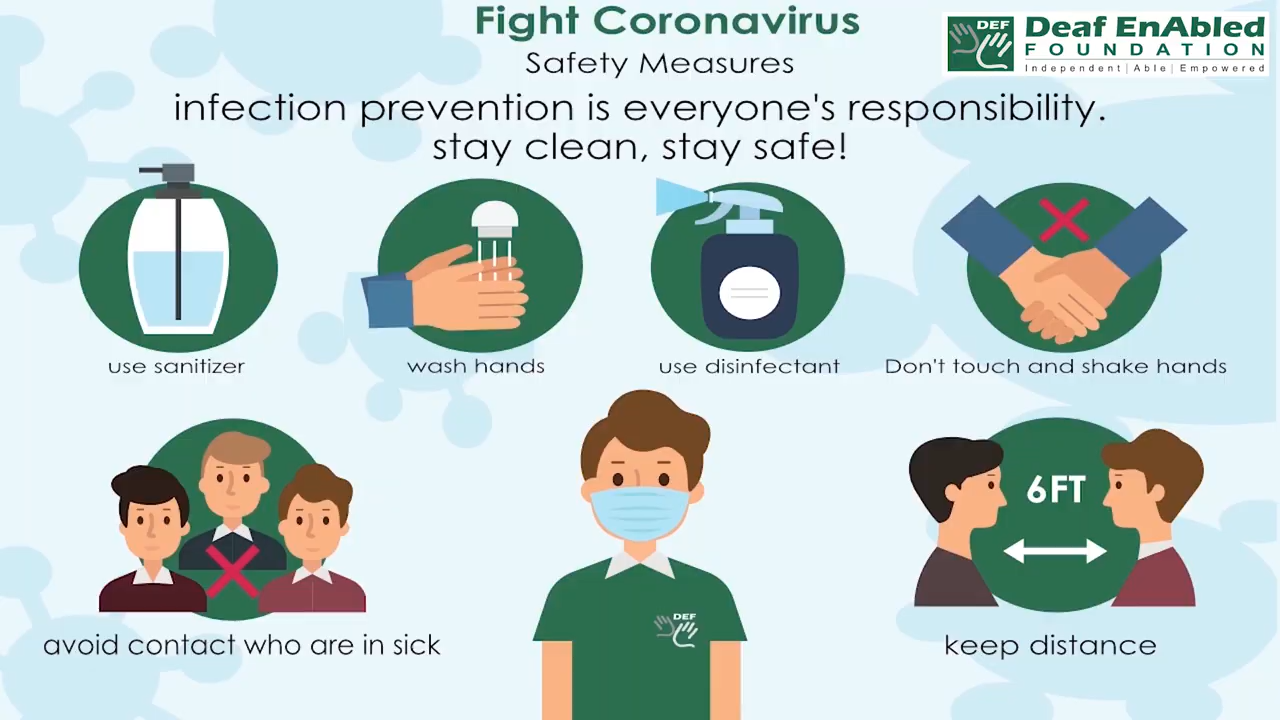 Fight Coronavirus
Safety Measures
infection prevention is everyone's responsibility.
stay clean, stay safe!
DEF
Deaf EnAbled
FOUNDATION
Independent | Able | Empowered
use sanitizer
wash hands
use disinfectant
Don't touch and shake hands
6FT
DEF
avoid contact who are in sick
keep distance